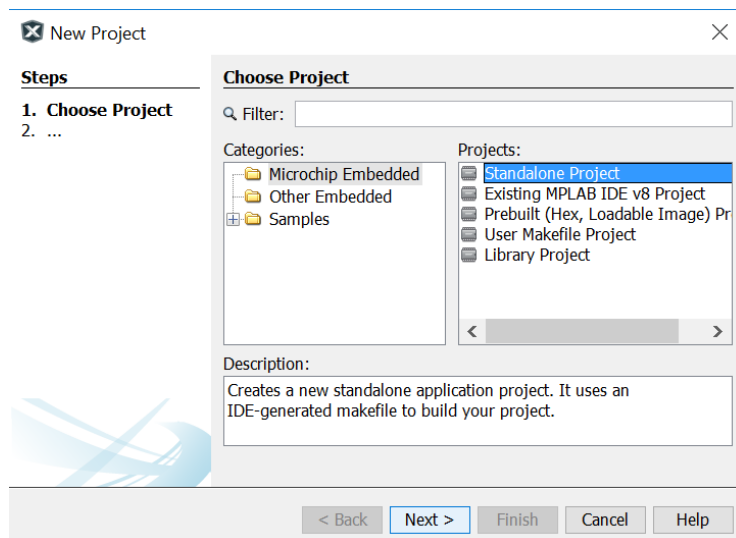 New Project
Steps
1. Choose Project
2. ...
Choose Project
Filter:
Categories:
Microchip Embedded
Other Embedded
Samples
Projects:
Standalone Project
Existing MPLAB IDE v8 Project
Prebuilt (Hex, Loadable Image) Pr
User Makefile Project
Library Project
Description:
Creates a new standalone application project. It uses an
IDE-generated makefile to build your project.
< Back Next > Finish Cancel Help